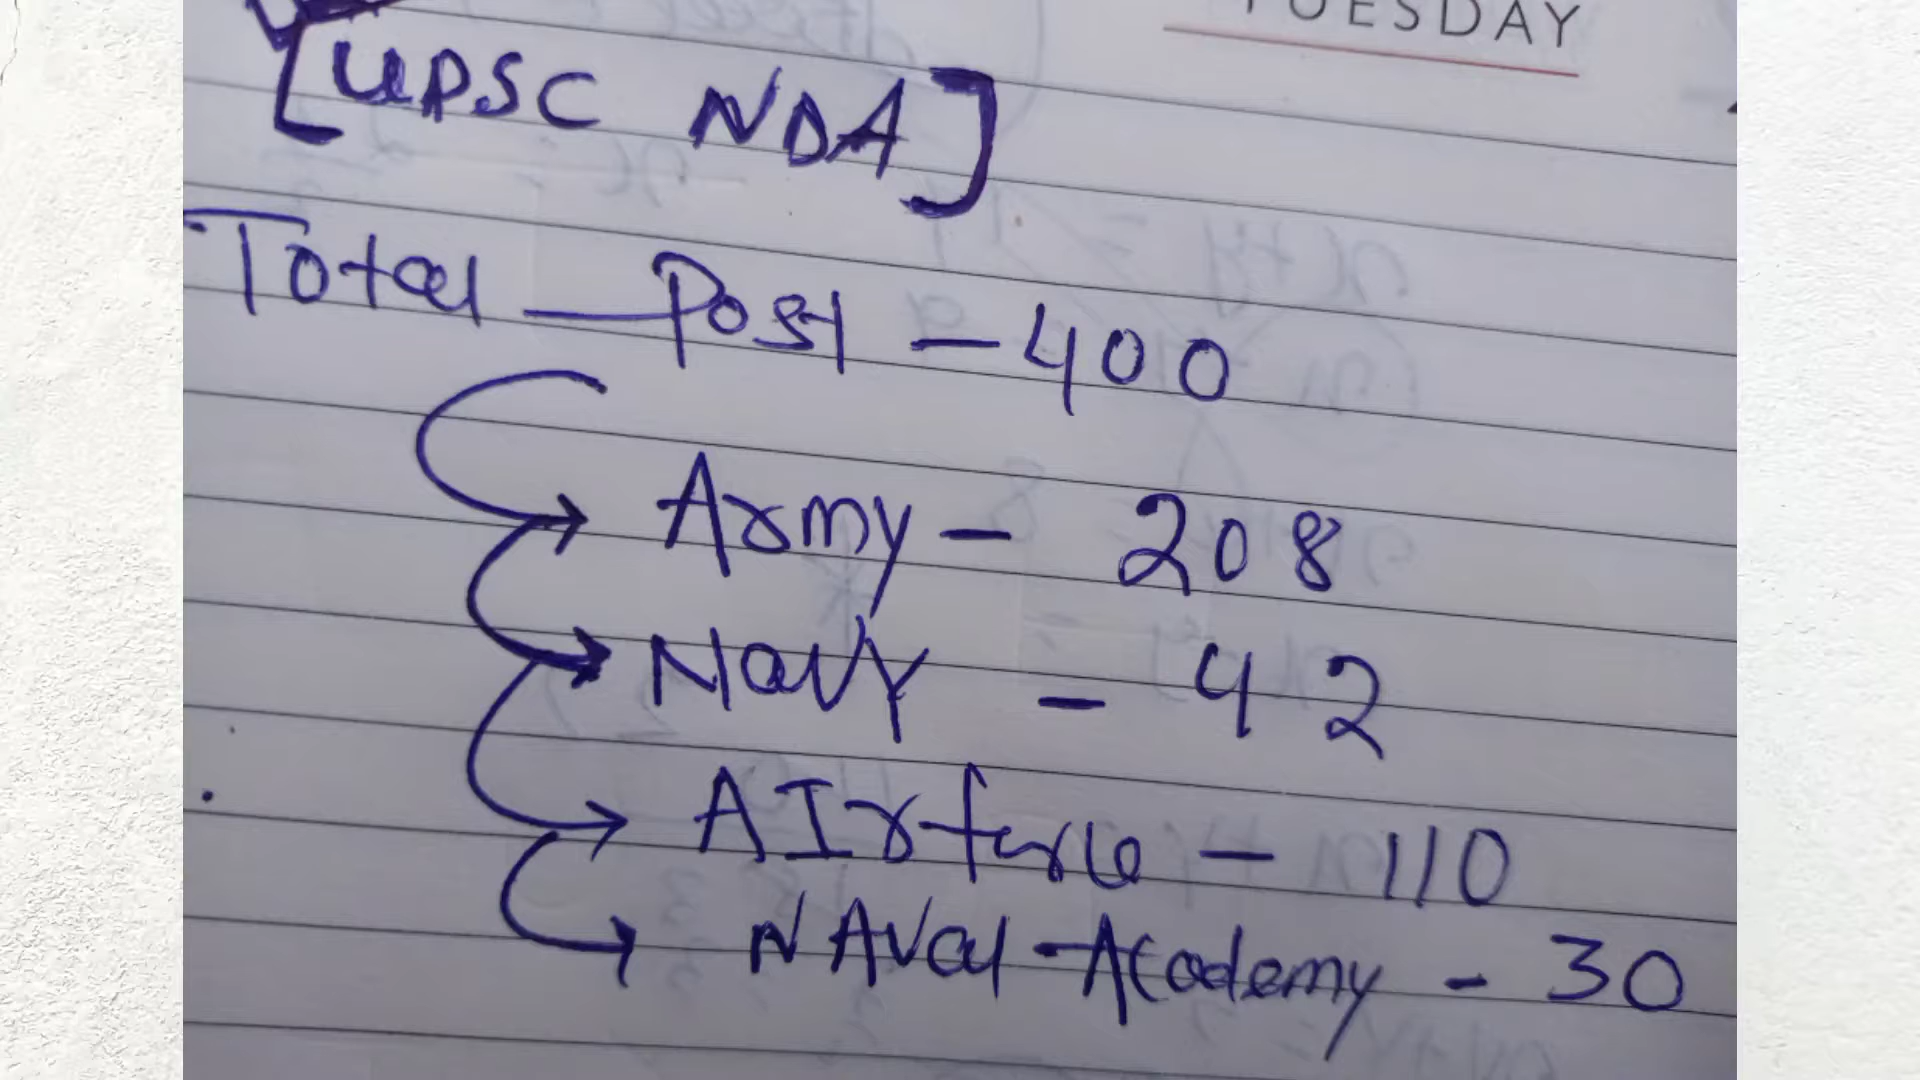 TUESDAY
[UPSC NDA]
Total - Post - 400
Army - 208
Navy - 42
AIrforce - 110
NAVal - Academy - 30